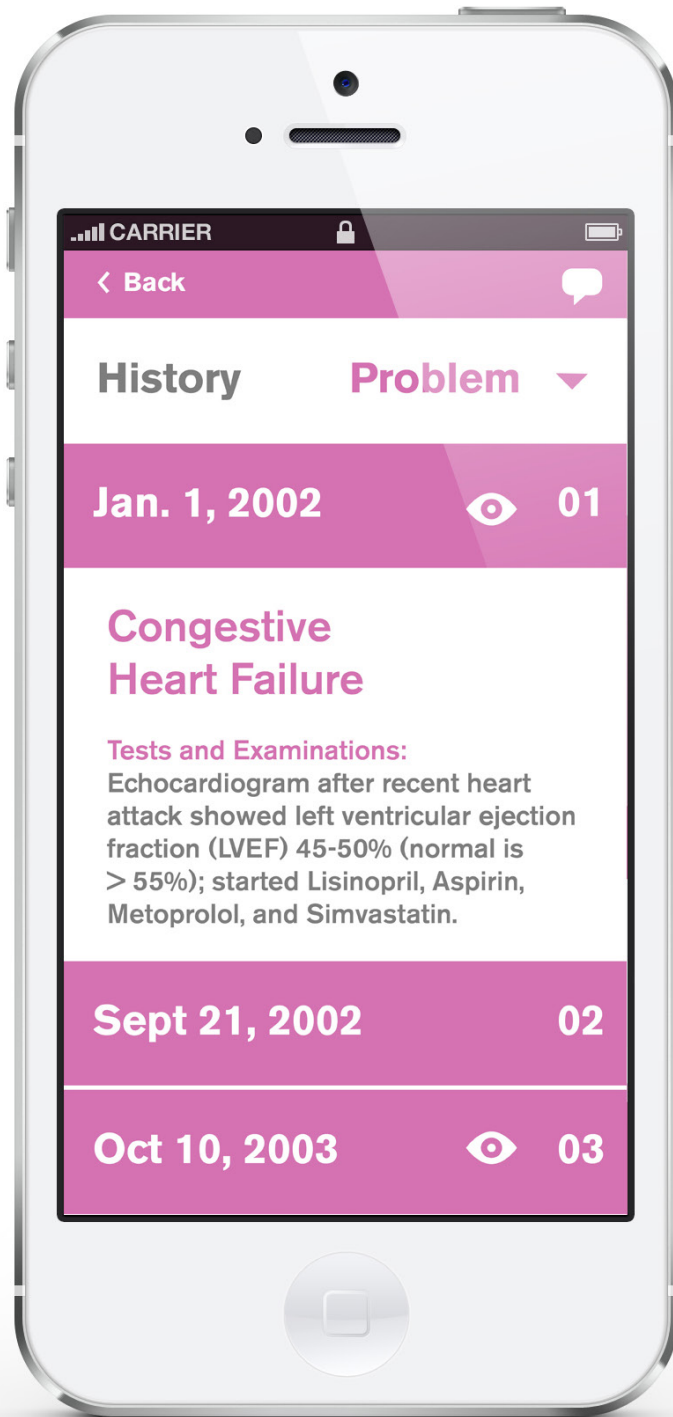 CARRIER
Back
History Problem
Jan. 1, 2002 01
Congestive
Heart Failure
Tests and Examinations:
Echocardiogram after recent heart
attack showed left ventricular ejection
fraction (LVEF) 45-50% (normal is
> 55%); started Lisinopril, Aspirin,
Metoprolol, and Simvastatin.
Sept 21, 2002 02
Oct 10, 2003 03